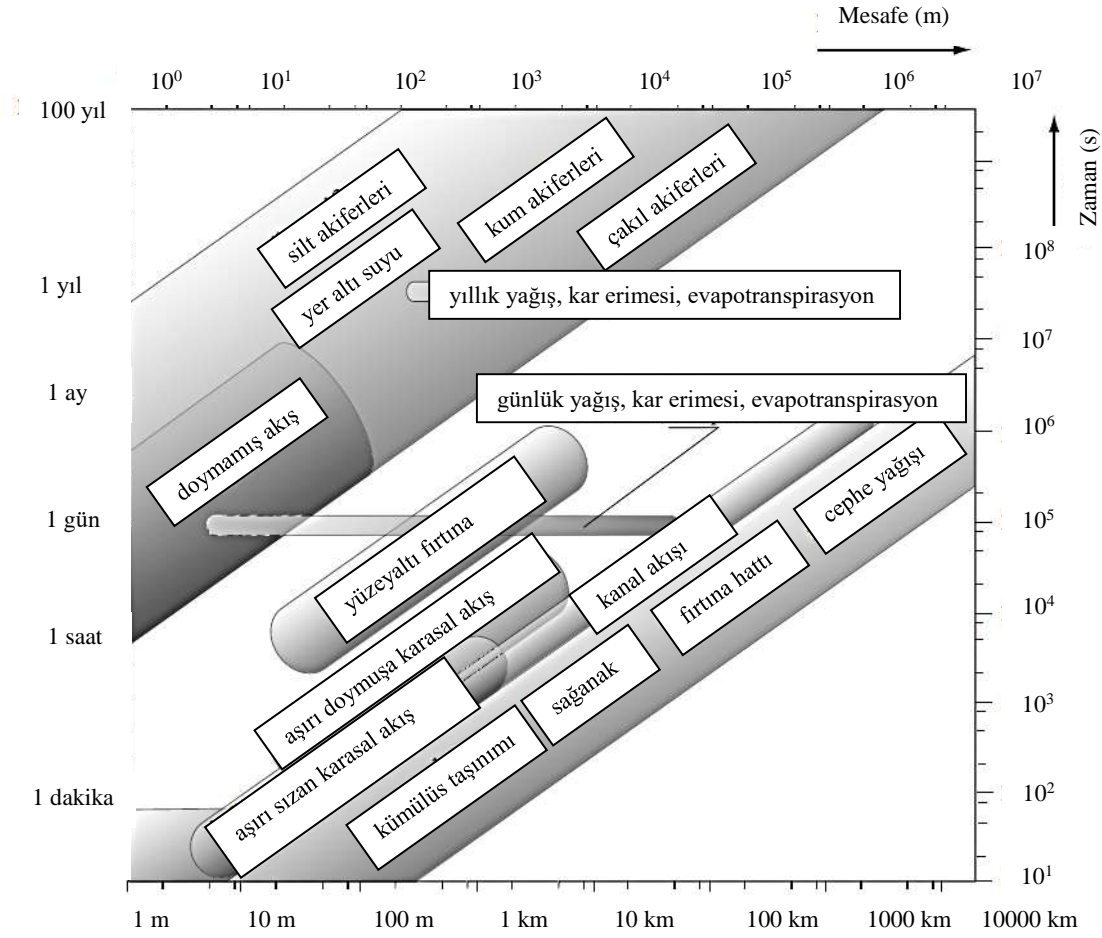 Mesafe (m)
10⁰ 10¹ 10² 10³ 10⁴ 10⁵ 10⁶ 10⁷
100 yıl
Zaman (s)
silt akiferleri
kum akiferleri
çakıl akiferleri
yer altı suyu
10⁸
1 yıl
yıllık yağış, kar erimesi, evapotranspirasyon
10⁷
1 ay
günlük yağış, kar erimesi, evapotranspirasyon
10⁶
doymamış akış
cephe yağışı
1 gün
10⁵
yüzeyaltı fırtına
kanal akışı
fırtına hattı
10⁴
1 saat
aşırı doymuşa karasal akış
sağanak
10³
aşırı sızan karasal akış
kümülüs taşınımı
1 dakika
10²
10¹
1 m 10 m 100 m 1 km 10 km 100 km 1000 km 10000 km